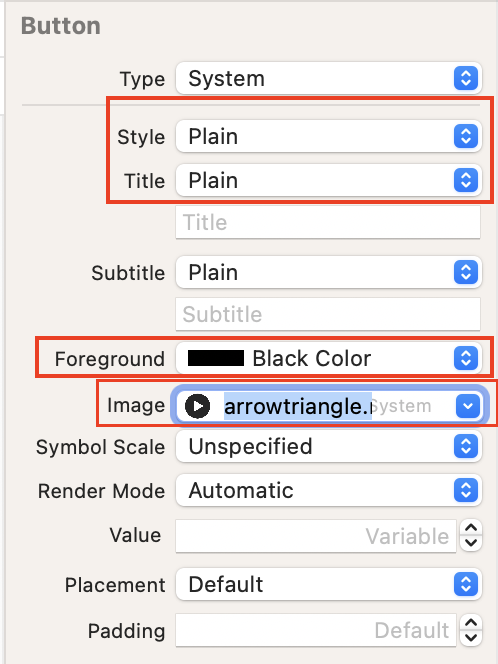 Button
Type System
Style Plain
Title Plain
Title
Subtitle Plain
Subtitle
Foreground Black Color
Image arrowtriangle. System
Symbol Scale Unspecified
Render Mode Automatic
Value Variable
Placement Default
Padding Default